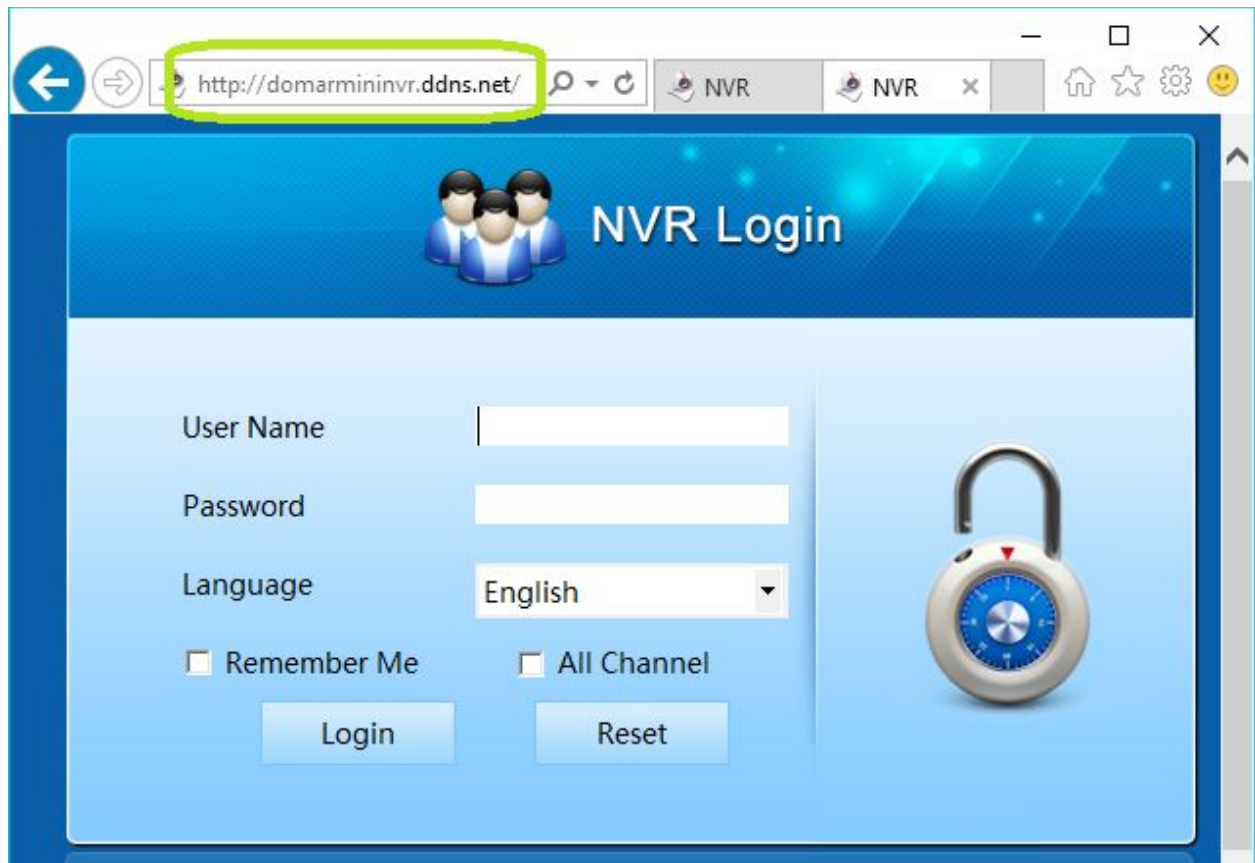 http://domarmininvr.ddns.net/
NVR
NVR
NVR Login
User Name
Password
Language
English
Remember Me
All Channel
Login
Reset